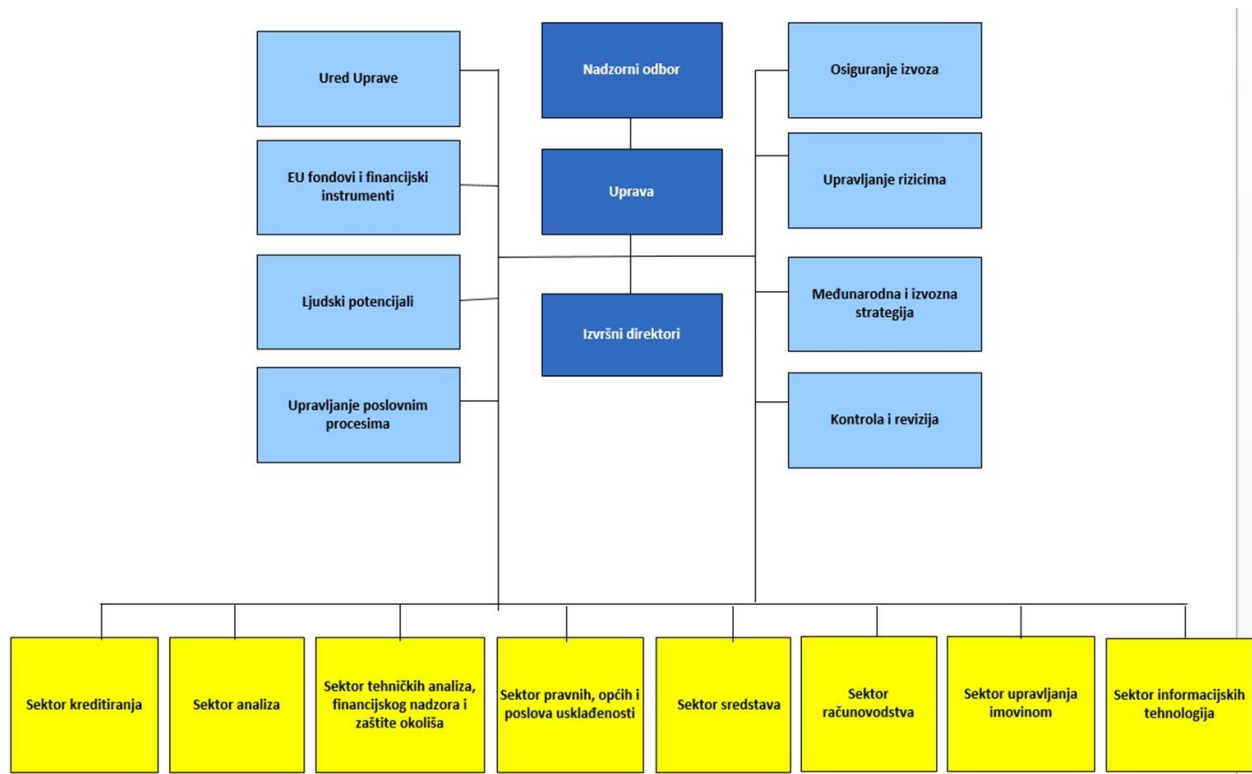 Ured Uprave
Nadzorni odbor
Osiguranje izvoza
EU fondovi i financijski
instrumenti
Uprava
Upravljanje rizicima
Ljudski potencijali
Izvršni direktori
Međunarodna i izvozna
strategija
Upravljanje poslovnim
procesima
Kontrola i revizija
Sektor kreditiranja
Sektor analiza
Sektor tehničkih analiza,
financijskog nadzora i
zaštite okoliša
Sektor pravnih, općih i
poslova usklađenosti
Sektor sredstava
Sektor
računovodstva
Sektor upravljanja
imovinom
Sektor informacijskih
tehnologija